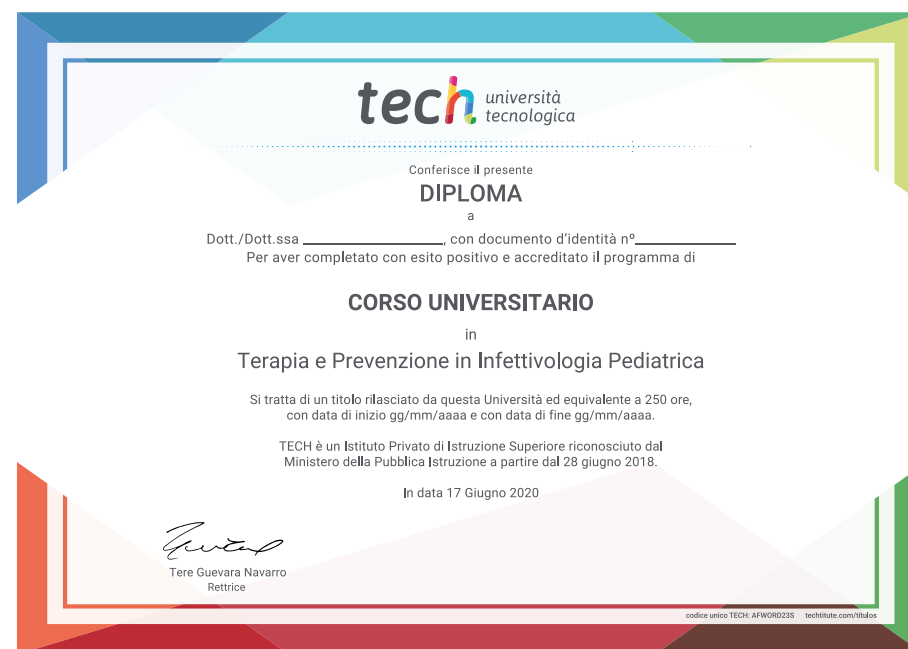 tech università
tecnologica
Conferisce il presente
DIPLOMA
a
Dott./Dott.ssa ____________________, con documento d'identità nº______________
Per aver completato con esito positivo e accreditato il programma di
CORSO UNIVERSITARIO
in
Terapia e Prevenzione in Infettivologia Pediatrica
Si tratta di un titolo rilasciato da questa Università ed equivalente a 250 ore,
con data di inizio gg/mm/aaaa e con data di fine gg/mm/aaaa.
TECH è un Istituto Privato di Istruzione Superiore riconosciuto dal
Ministero della Pubblica Istruzione a partire dal 28 giugno 2018.
In data 17 Giugno 2020
Tere Guevara Navarro
Rettrice
codice unico TECH: AFWORD23S techtitute.com/titulos